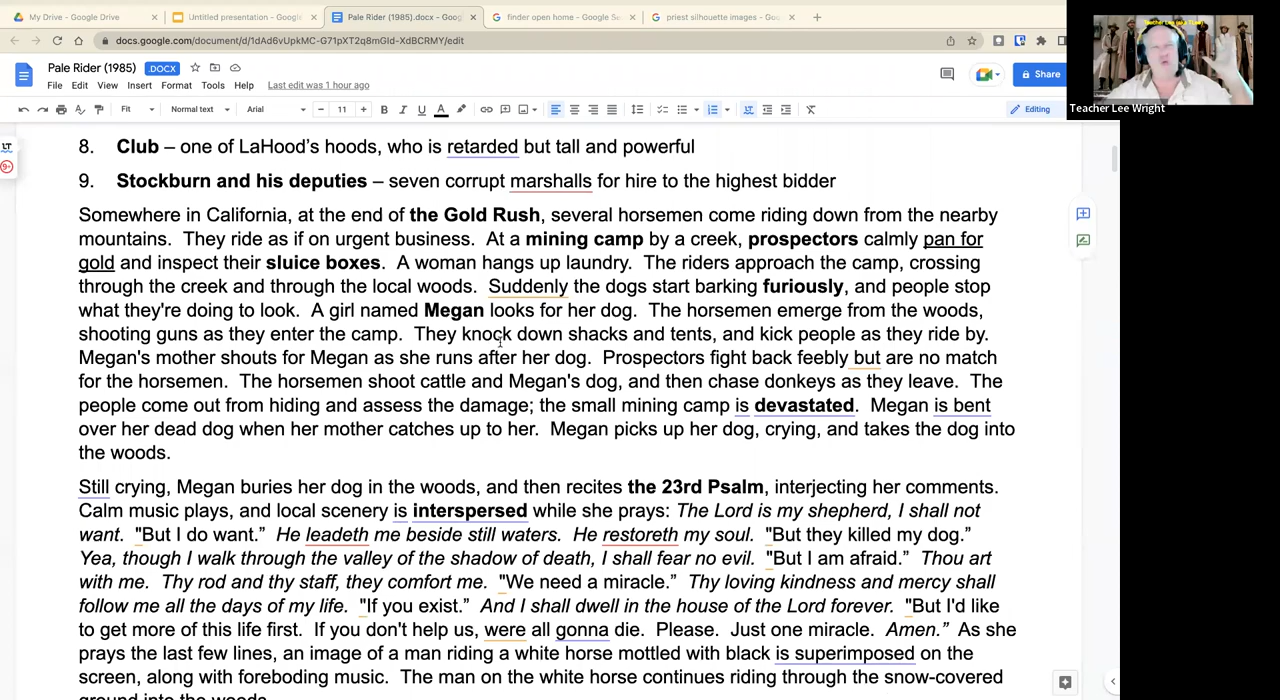 My Drive - Google Drive
Untitled presentation - Google
Pale Rider (1985).docx - Goog
finder open home - Google Se
priest silhouette images - Goo
docs.google.com/document/d/1dAd6vUpkMC-G71pXT2q8mGld-XdBCRMY/edit
Pale Rider (1985) .DOCX
File Edit View Insert Format Tools Help Last edit was 1 hour ago
Share
Teacher Lee Wright
Fit Normal text Arial 11 B I U A Editing
8. Club – one of LaHood's hoods, who is retarded but tall and powerful
9. Stockburn and his deputies – seven corrupt marshalls for hire to the highest bidder
Somewhere in California, at the end of the Gold Rush, several horsemen come riding down from the nearby
mountains. They ride as if on urgent business. At a mining camp by a creek, prospectors calmly pan for
gold and inspect their sluice boxes. A woman hangs up laundry. The riders approach the camp, crossing
through the creek and through the local woods. Suddenly the dogs start barking furiously, and people stop
what they're doing to look. A girl named Megan looks for her dog. The horsemen emerge from the woods,
shooting guns as they enter the camp. They knock down shacks and tents, and kick people as they ride by.
Megan's mother shouts for Megan as she runs after her dog. Prospectors fight back feebly but are no match
for the horsemen. The horsemen shoot cattle and Megan's dog, and then chase donkeys as they leave. The
people come out from hiding and assess the damage; the small mining camp is devastated. Megan is bent
over her dead dog when her mother catches up to her. Megan picks up her dog, crying, and takes the dog into
the woods.
Still crying, Megan buries her dog in the woods, and then recites the 23rd Psalm, interjecting her comments.
Calm music plays, and local scenery is interspersed while she prays: The Lord is my shepherd, I shall not
want. "But I do want.” He leadeth me beside still waters. He restoreth my soul. "But they killed my dog.”
Yea, though I walk through the valley of the shadow of death, I shall fear no evil. "But I am afraid.” Thou art
with me. Thy rod and thy staff, they comfort me. "We need a miracle.” Thy loving kindness and mercy shall
follow me all the days of my life. "If you exist.” And I shall dwell in the house of the Lord forever. "But I'd like
to get more of this life first. If you don't help us, were all gonna die. Please. Just one miracle. Amen.” As she
prays the last few lines, an image of a man riding a white horse mottled with black is superimposed on the
screen, along with foreboding music. The man on the white horse continues riding through the snow-covered
ground into the woods.